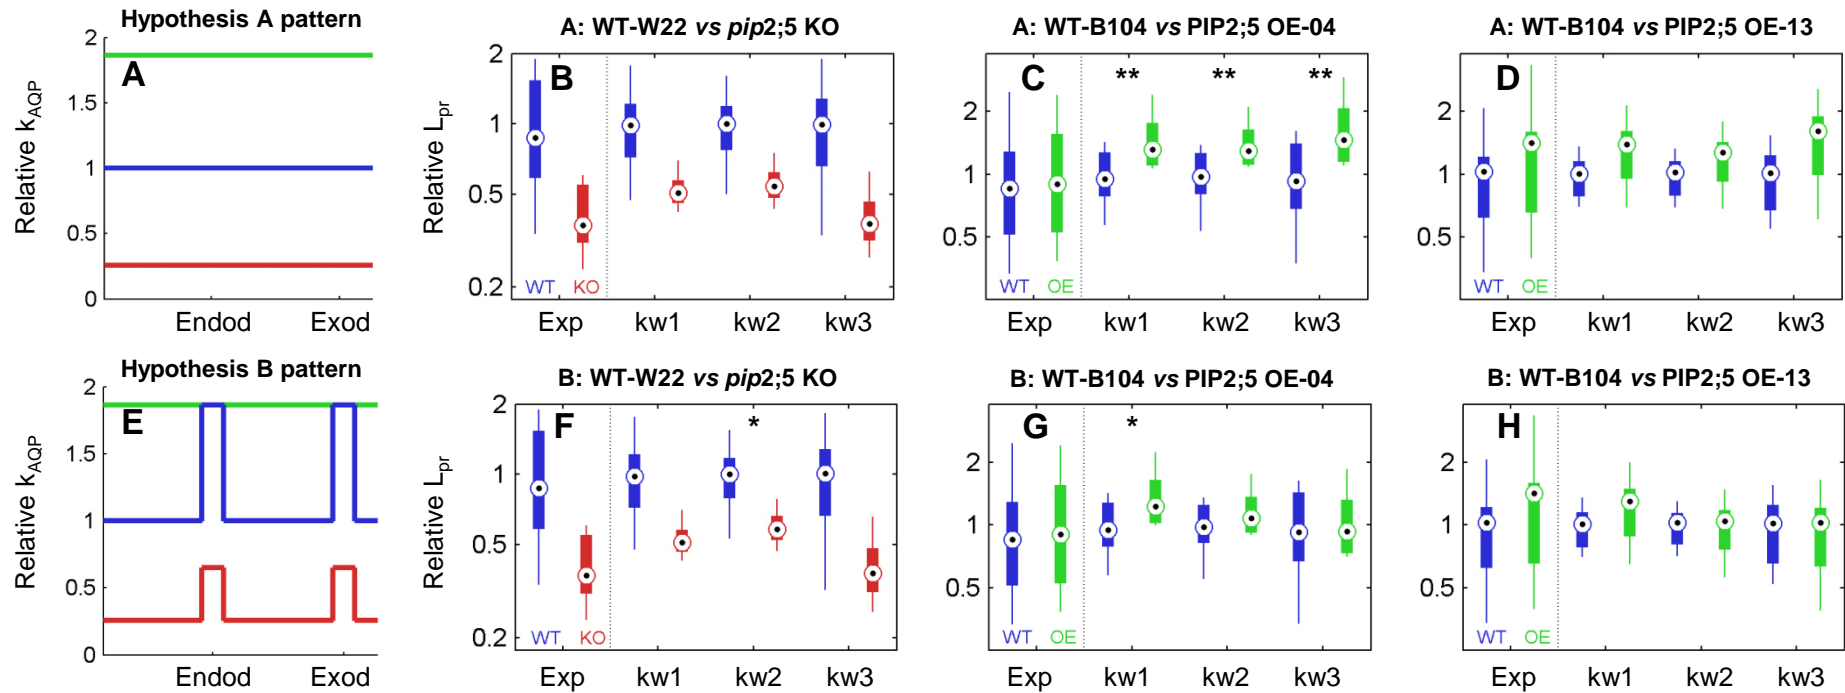 Hypothesis A pattern
A
Relative kAQP
2
1.5
1
0.5
0
Endod
Exod
A: WT-W22 vs pip2;5 KO
B
Relative Lpr
2
1
0.5
0.2
WT
KO
Exp
kw1
kw2
kw3
A: WT-B104 vs PIP2;5 OE-04
C
**
**
**
2
1
0.5
WT
OE
Exp
kw1
kw2
kw3
A: WT-B104 vs PIP2;5 OE-13
D
2
1
0.5
WT
OE
Exp
kw1
kw2
kw3
Hypothesis B pattern
E
Relative kAQP
2
1.5
1
0.5
0
Endod
Exod
B: WT-W22 vs pip2;5 KO
F
*
Relative Lpr
2
1
0.5
0.2
WT
KO
Exp
kw1
kw2
kw3
B: WT-B104 vs PIP2;5 OE-04
G
*
2
1
0.5
WT
OE
Exp
kw1
kw2
kw3
B: WT-B104 vs PIP2;5 OE-13
H
2
1
0.5
WT
OE
Exp
kw1
kw2
kw3